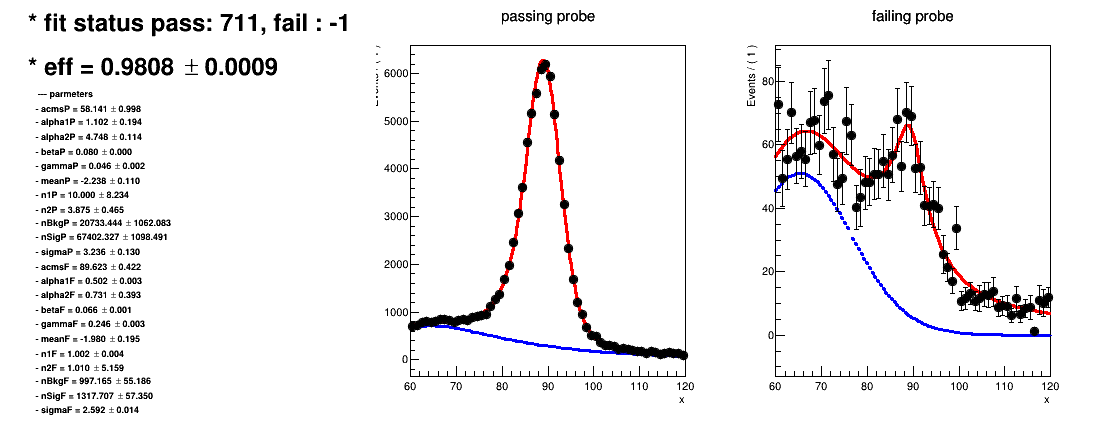 * fit status pass: 711, fail : -1
* eff = 0.9808 ± 0.0009
--- parmeters
- acmsP = 58.141 ± 0.998
- alpha1P = 1.102 ± 0.194
- alpha2P = 4.748 ± 0.114
- betaP = 0.080 ± 0.000
- gammaP = 0.046 ± 0.002
- meanP = -2.238 ± 0.110
- n1P = 10.000 ± 8.234
- n2P = 3.875 ± 0.465
- nBkgP = 20733.444 ± 1062.083
- nSigP = 67402.327 ± 1098.491
- sigmaP = 3.236 ± 0.130
- acmsF = 89.623 ± 0.422
- alpha1F = 0.502 ± 0.003
- alpha2F = 0.731 ± 0.393
- betaF = 0.066 ± 0.001
- gammaF = 0.246 ± 0.003
- meanF = -1.980 ± 0.195
- n1F = 1.002 ± 0.004
- n2F = 1.010 ± 5.159
- nBkgF = 997.165 ± 55.186
- nSigF = 1317.707 ± 57.350
- sigmaF = 2.592 ± 0.014
passing probe
6000
5000
4000
3000
2000
1000
0
60 70 80 90 100 110 120
x
failing probe
Events / ( 1 )
80
60
40
20
0
60 70 80 90 100 110 120
x